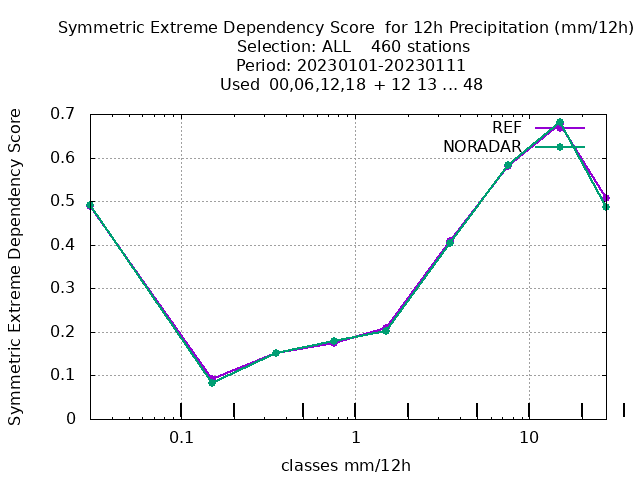 Symmetric Extreme Dependency Score  for 12h Precipitation (mm/12h)
Selection: ALL    460 stations
Period: 20230101-20230111
Used  00,06,12,18  + 12 13 ... 48
Symmetric Extreme Dependency Score
0.7
0.6
0.5
0.4
0.3
0.2
0.1
0
REF
NORADAR
0.1 1 10
classes mm/12h